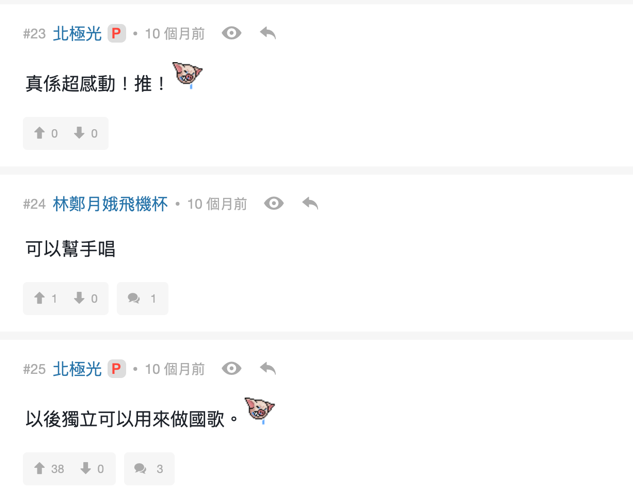 #23 北極光 P • 10 個月前
真係超感動！推！
0 0
#24 林鄭月娥飛機杯 • 10 個月前
可以幫手唱
1 0 1
#25 北極光 P • 10 個月前
以後獨立可以用來做國歌。
38 0 3